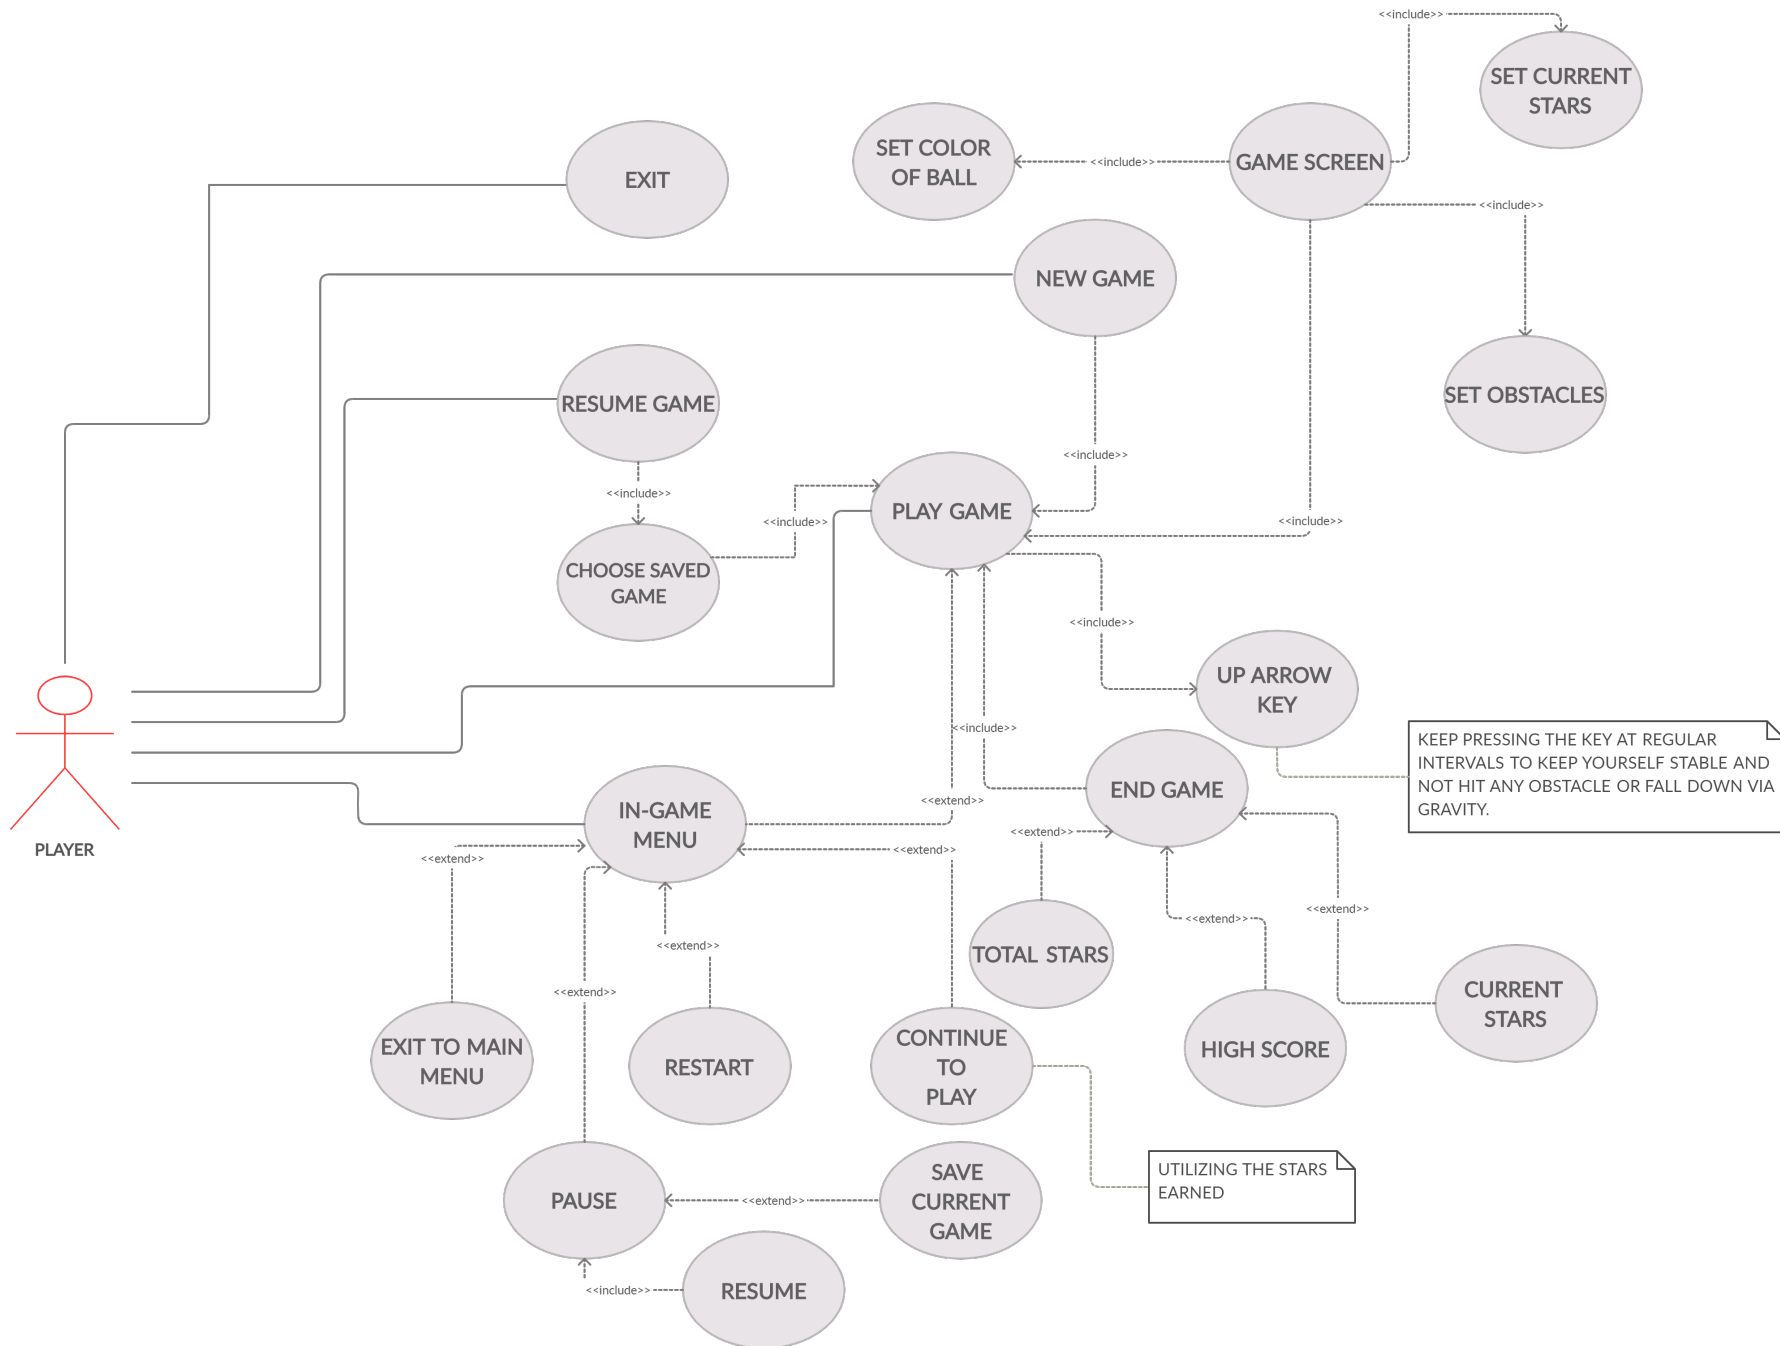 <<include>>
SET CURRENT
STARS
SET COLOR
OF BALL
<<include>>
GAME SCREEN
EXIT
<<include>>
NEW GAME
SET OBSTACLES
RESUME GAME
<<include>>
<<include>>
<<include>>
PLAY GAME
<<include>>
<<include>>
CHOOSE SAVED
GAME
<<include>>
UP ARROW
KEY
<<include>>
KEEP PRESSING THE KEY AT REGULAR
INTERVALS TO KEEP YOURSELF STABLE AND
NOT HIT ANY OBSTACLE OR FALL DOWN VIA
GRAVITY.
END GAME
<<extend>>
IN-GAME
MENU
PLAYER
<<extend>>
<<extend>>
<<extend>>
<<extend>>
<<extend>>
<<extend>>
<<extend>>
TOTAL STARS
CURRENT
STARS
EXIT TO MAIN
MENU
RESTART
CONTINUE
TO
PLAY
HIGH SCORE
UTILIZING THE STARS
EARNED
PAUSE
<<extend>>
SAVE
CURRENT
GAME
<<include>>
RESUME